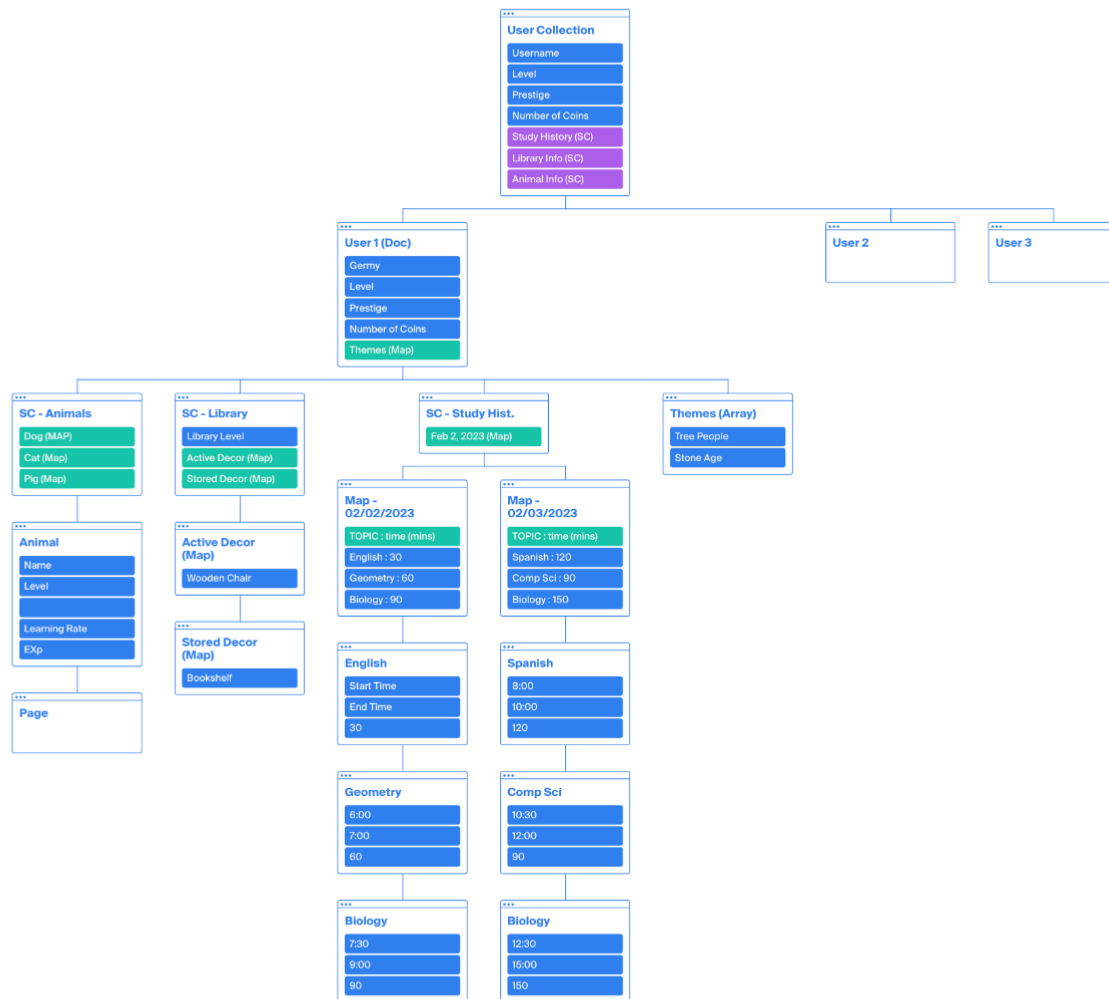 User Collection
Username
Level
Prestige
Number of Coins
Study History (SC)
Library Info (SC)
Animal Info (SC)
User 1 (Doc)
Germy
Level
Prestige
Number of Coins
Themes (Map)
User 2
User 3
SC - Animals
Dog (MAP)
Cat (Map)
Pig (Map)
Animal
Name
Level
Learning Rate
EXp
Page
SC - Library
Library Level
Active Decor (Map)
Stored Decor (Map)
Active Decor
(Map)
Wooden Chair
Stored Decor
(Map)
Bookshelf
SC - Study Hist.
Feb 2, 2023 (Map)
Map -
02/02/2023
TOPIC : time (mins)
English : 30
Geometry : 60
Biology : 90
English
Start Time
End Time
30
Geometry
6:00
7:00
60
Biology
7:30
9:00
90
Map -
02/03/2023
TOPIC : time (mins)
Spanish : 120
Comp Sci : 90
Biology : 150
Spanish
8:00
10:00
120
Comp Sci
10:30
12:00
90
Biology
12:30
15:00
150
Themes (Array)
Tree People
Stone Age